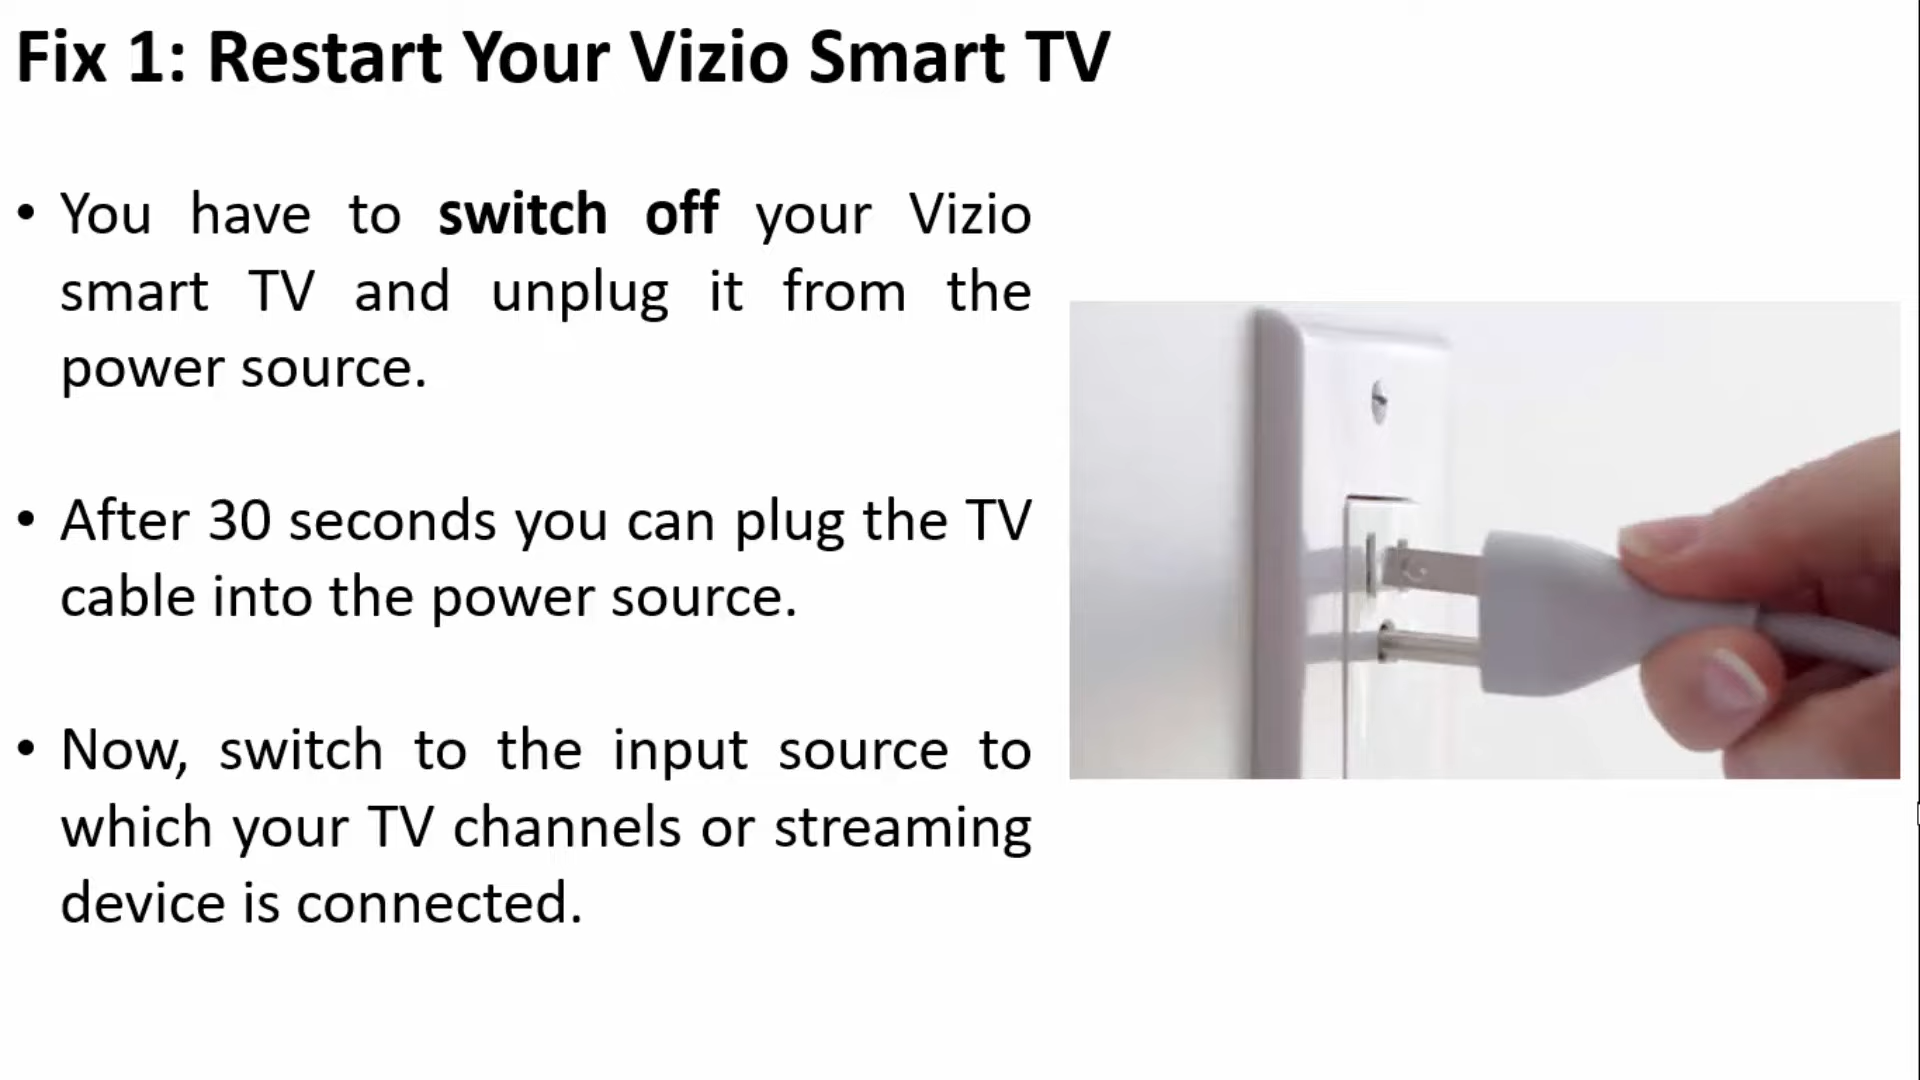 Fix 1: Restart Your Vizio Smart TV
• You have to switch off your Vizio
smart TV and unplug it from the
power source.
• After 30 seconds you can plug the TV
cable into the power source.
• Now, switch to the input source to
which your TV channels or streaming
device is connected.